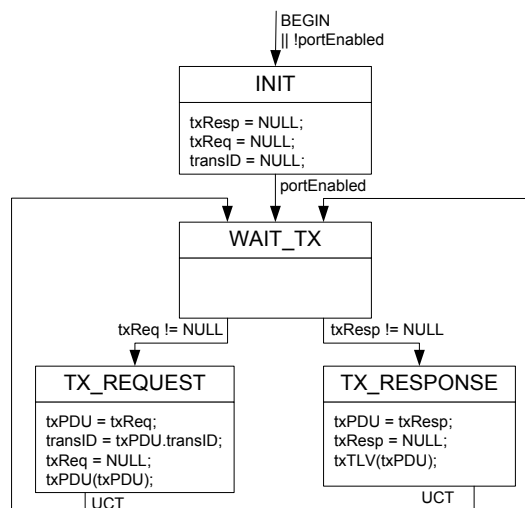 BEGIN
|| !portEnabled
INIT
txResp = NULL;
txReq = NULL;
transID = NULL;
portEnabled
WAIT_TX
txReq != NULL
txResp != NULL
TX_REQUEST
txPDU = txReq;
transID = txPDU.transID;
txReq = NULL;
txPDU(txPDU);
UCT
TX_RESPONSE
txPDU = txResp;
txResp = NULL;
txTLV(txPDU);
UCT